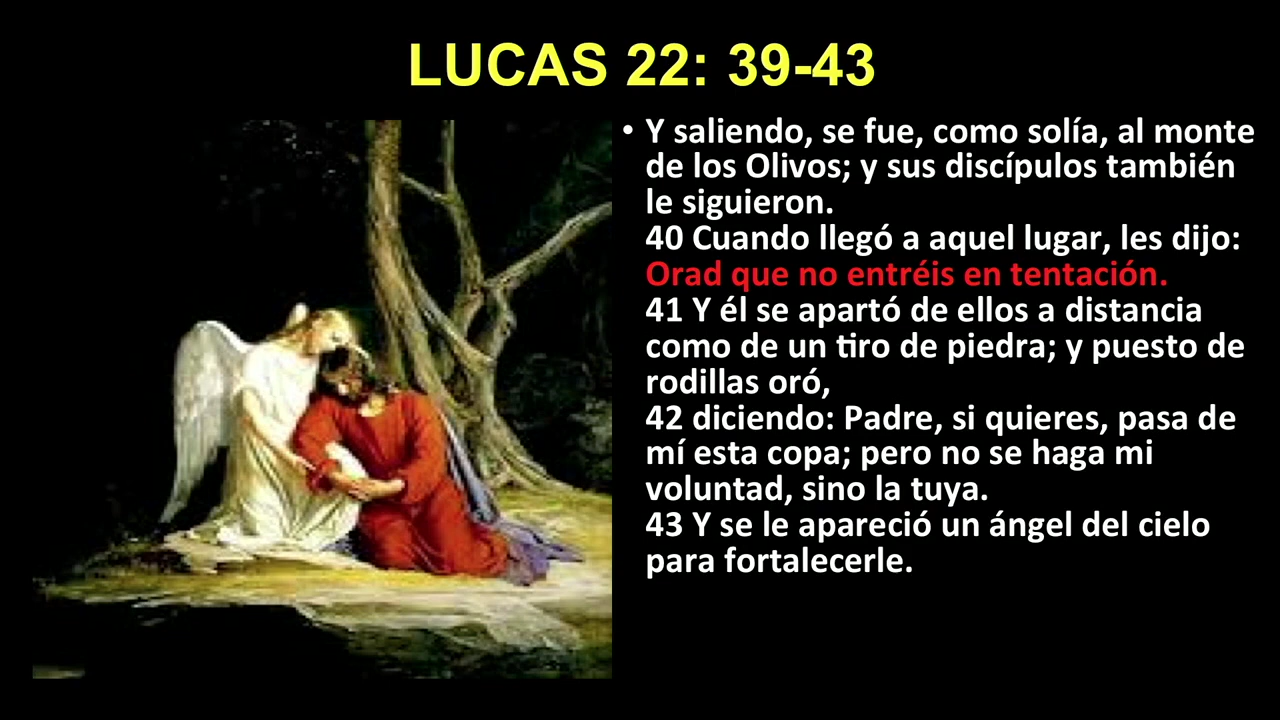 LUCAS 22: 39-43
• Y saliendo, se fue, como solía, al monte
de los Olivos; y sus discípulos también
le siguieron.
40 Cuando llegó a aquel lugar, les dijo:
Orad que no entréis en tentación.
41 Y él se apartó de ellos a distancia
como de un tiro de piedra; y puesto de
rodillas oró,
42 diciendo: Padre, si quieres, pasa de
mí esta copa; pero no se haga mi
voluntad, sino la tuya.
43 Y se le apareció un ángel del cielo
para fortalecerle.